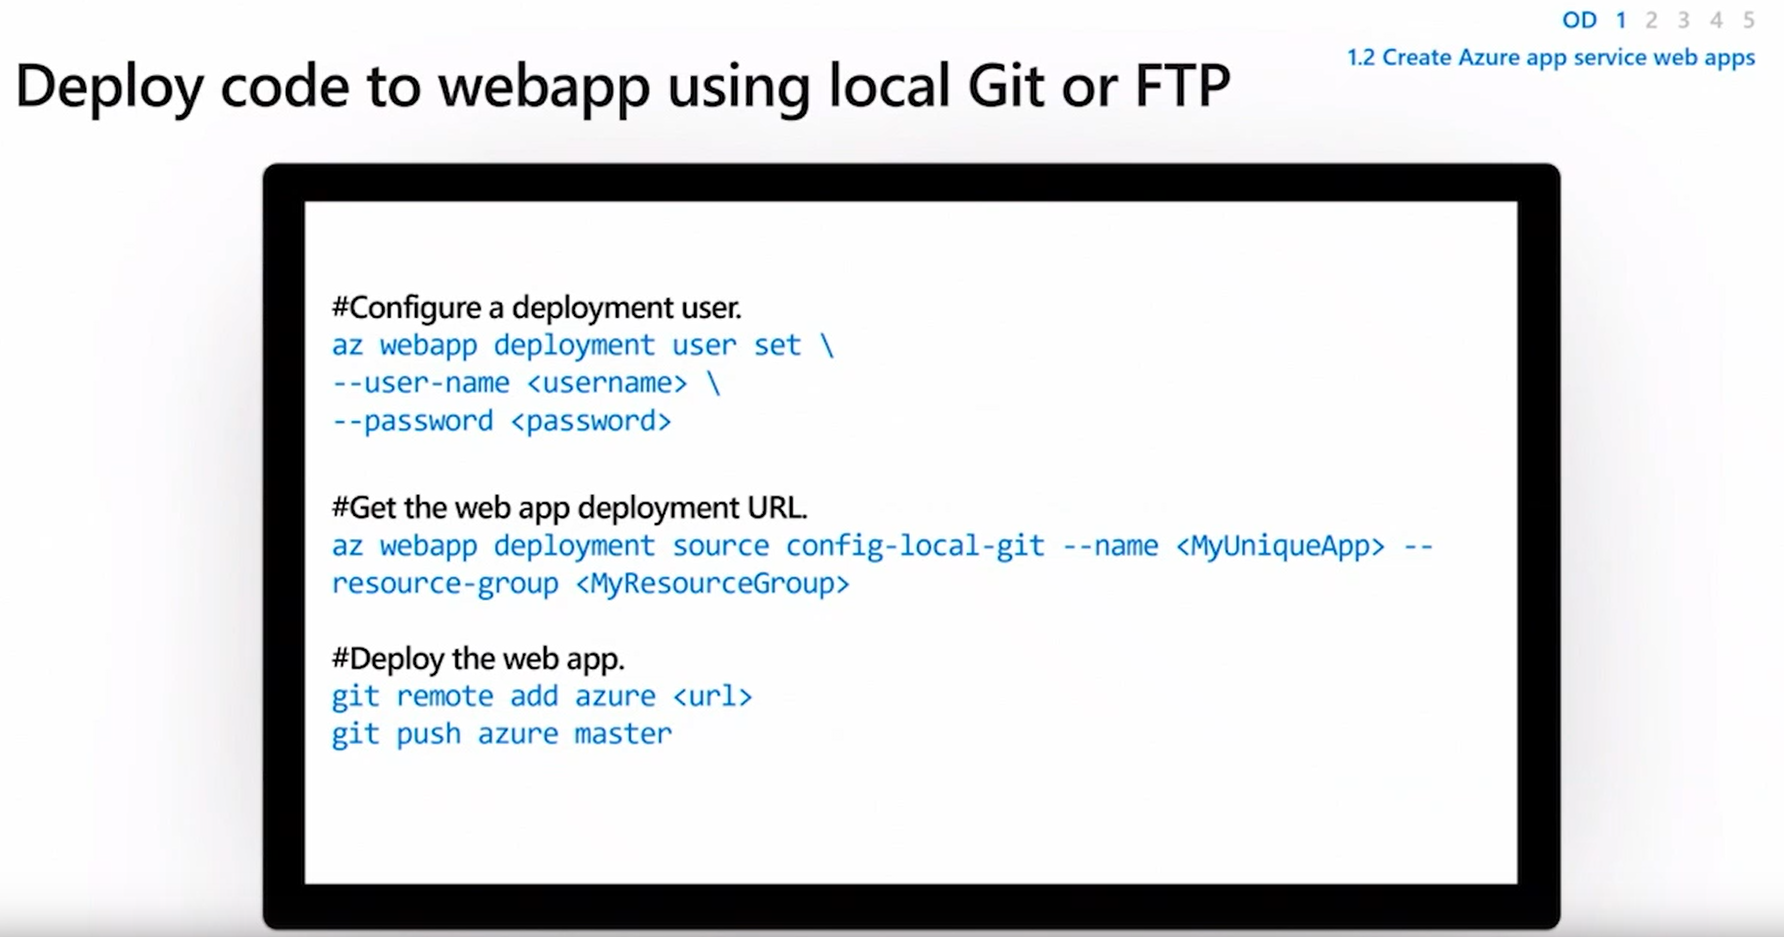 OD 1 2 3 4 5
1.2 Create Azure app service web apps
Deploy code to webapp using local Git or FTP
#Configure a deployment user.
az webapp deployment user set \
--user-name <username> \
--password <password>
#Get the web app deployment URL.
az webapp deployment source config-local-git --name <MyUniqueApp> --
resource-group <MyResourceGroup>
#Deploy the web app.
git remote add azure <url>
git push azure master